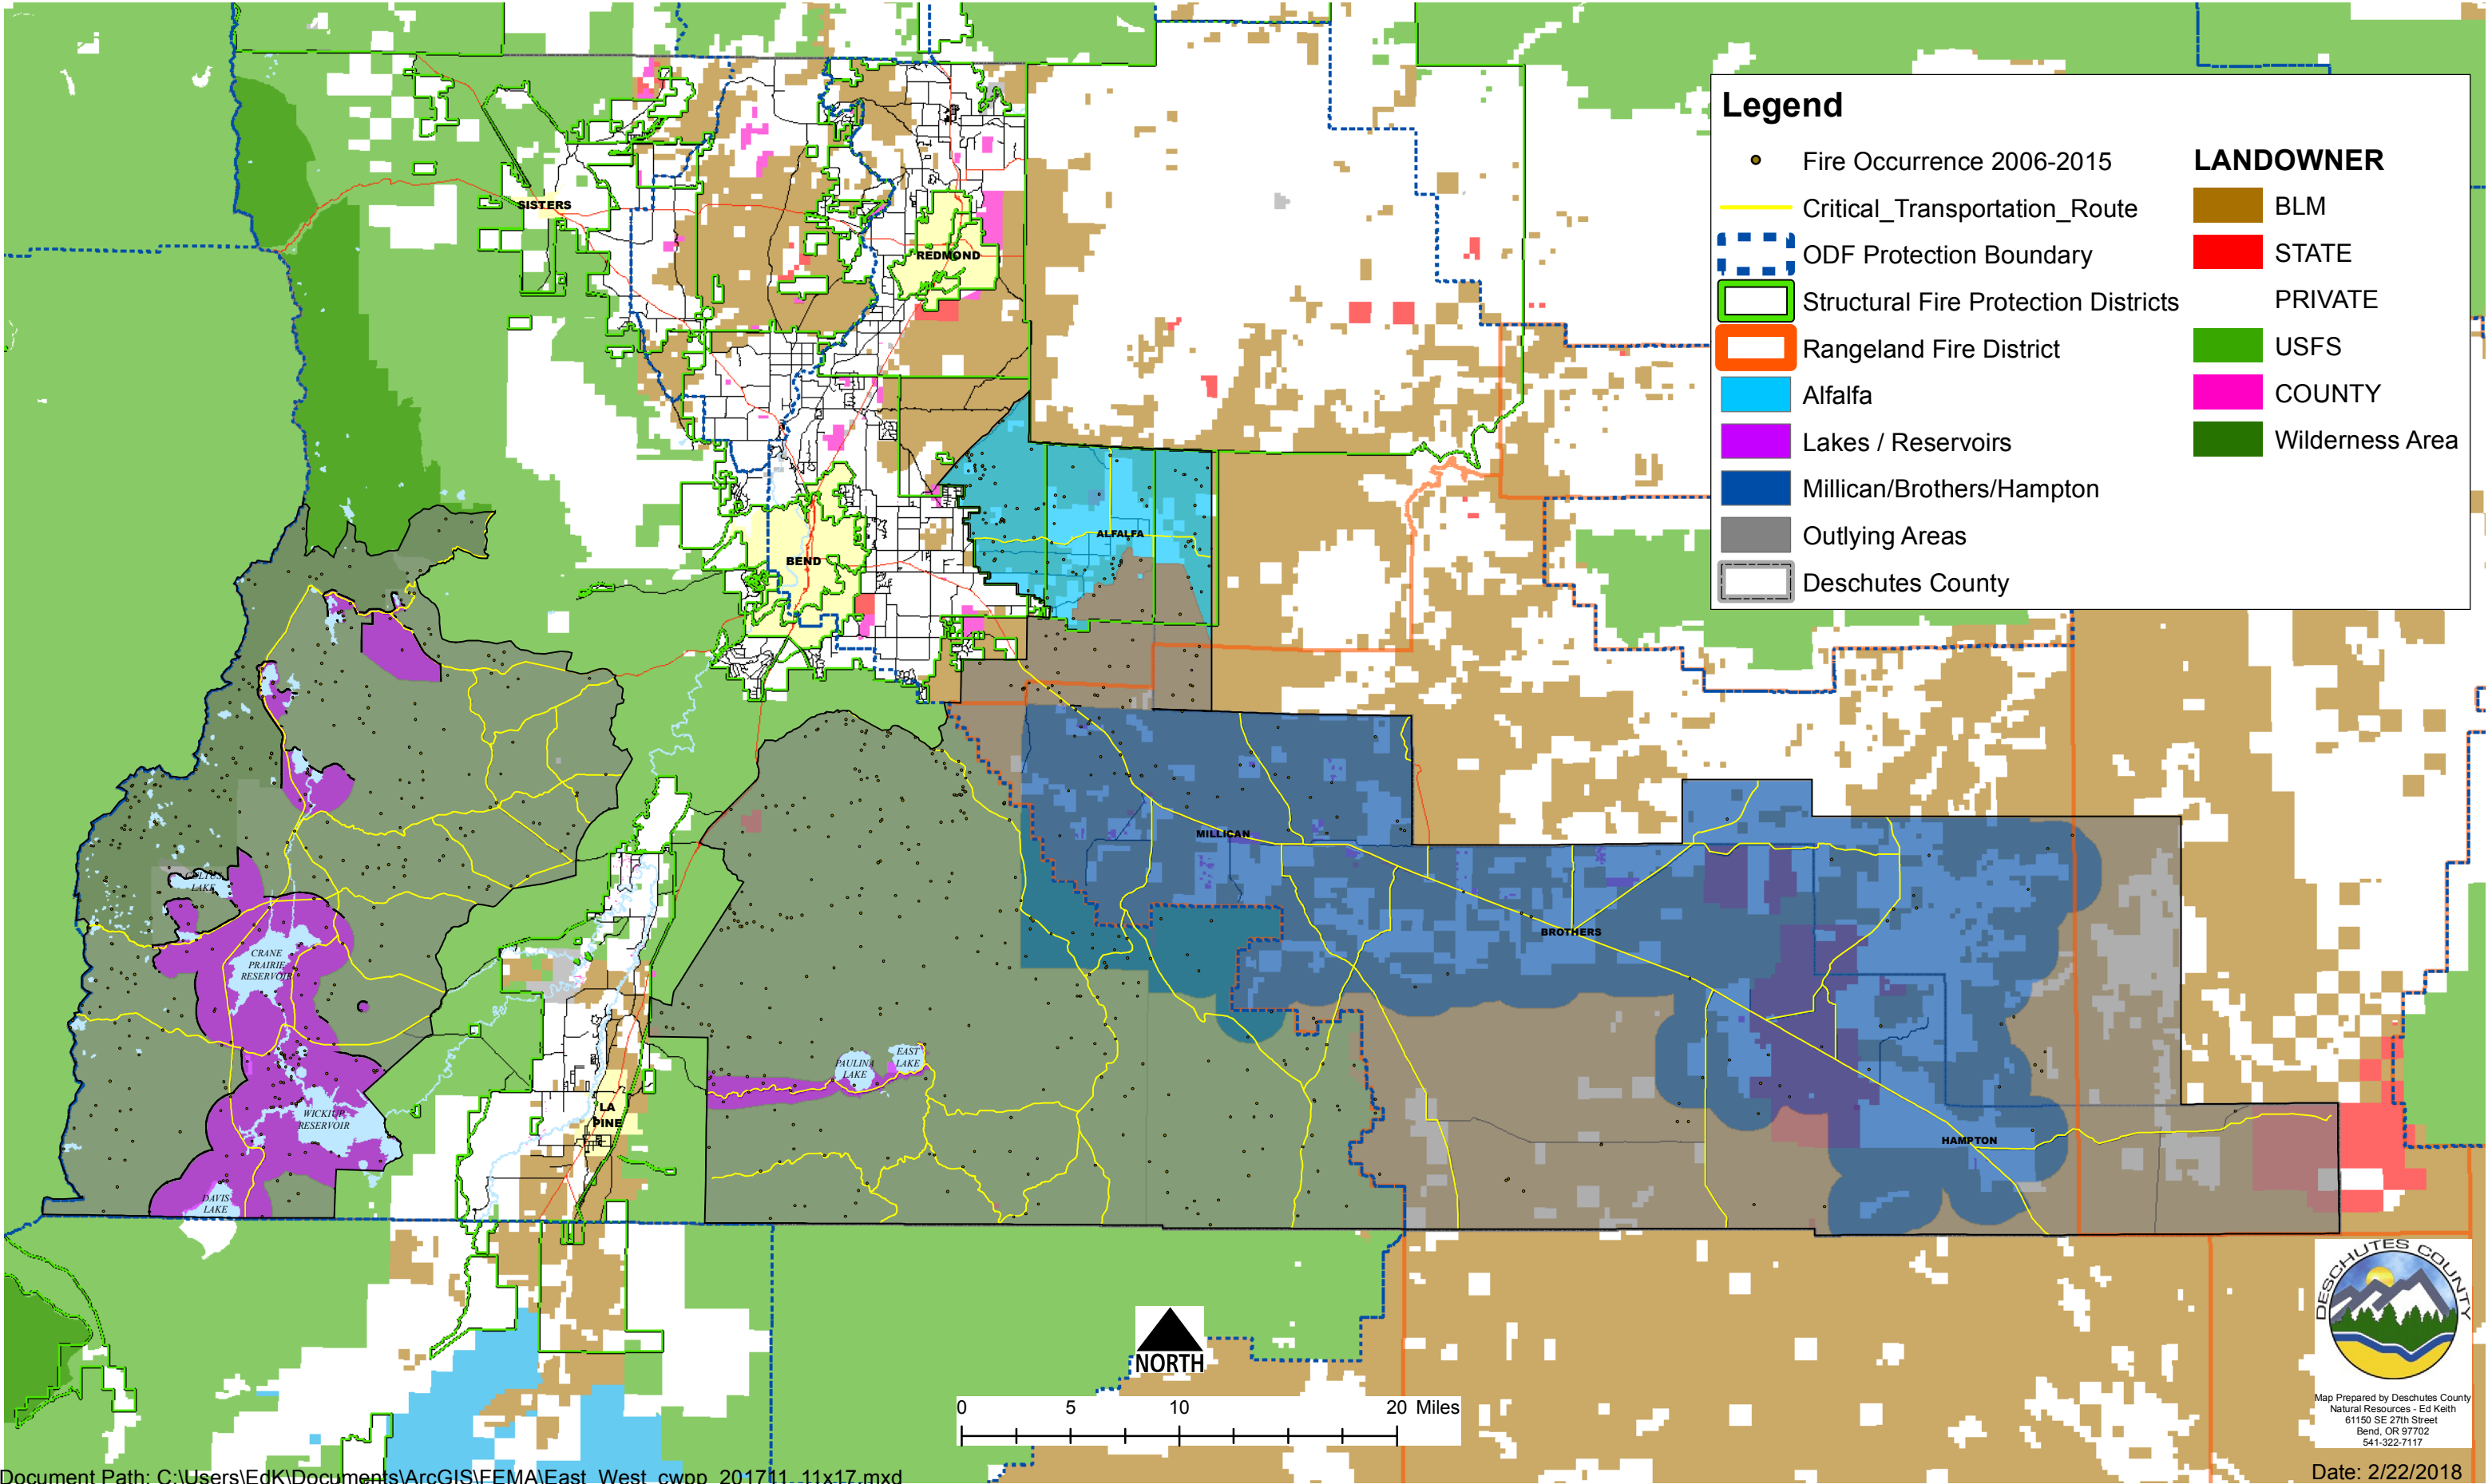 Legend
Fire Occurrence 2006-2015
Critical_Transportation_Route
ODF Protection Boundary
Structural Fire Protection Districts
Rangeland Fire District
Alfalfa
Lakes / Reservoirs
Millican/Brothers/Hampton
Outlying Areas
Deschutes County
LANDOWNER
BLM
STATE
PRIVATE
USFS
COUNTY
Wilderness Area
SISTERS
REDMOND
ALFALFA
BEND
MILLICAN
LAKE
BROTHERS
CRANE
PRAIRIE
RESERVOIR
EAST
LAKE
PAULINA
LAKE
WICKIUP
RESERVOIR
LA
PINE
HAMPTON
DAVIS
LAKE
NORTH
0 5 10 20 Miles
DESCHUTES COUNTY
Map Prepared by Deschutes County
Natural Resources - Ed Keith
61150 SE 27th Street
Bend, OR 97702
541-322-7117
Document Path: C:\Users\EdK\Documents\ArcGIS\FEMA\East_West_cwpp_201711_11x17.mxd
Date: 2/22/2018